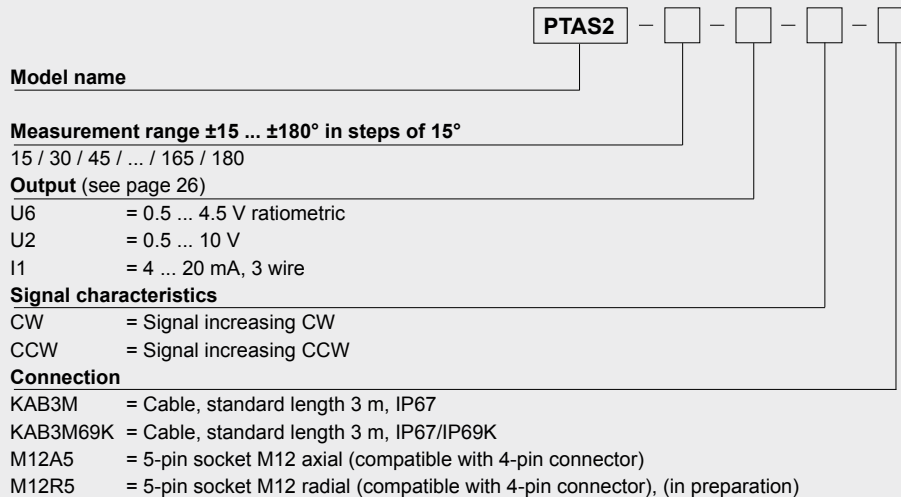 PTAS2 – – – –
Model name
Measurement range ±15 ... ±180° in steps of 15°
15 / 30 / 45 / ... / 165 / 180
Output (see page 26)
U6 = 0.5 ... 4.5 V ratiometric
U2 = 0.5 ... 10 V
I1 = 4 ... 20 mA, 3 wire
Signal characteristics
CW = Signal increasing CW
CCW = Signal increasing CCW
Connection
KAB3M = Cable, standard length 3 m, IP67
KAB3M69K = Cable, standard length 3 m, IP67/IP69K
M12A5 = 5-pin socket M12 axial (compatible with 4-pin connector)
M12R5 = 5-pin socket M12 radial (compatible with 4-pin connector), (in preparation)